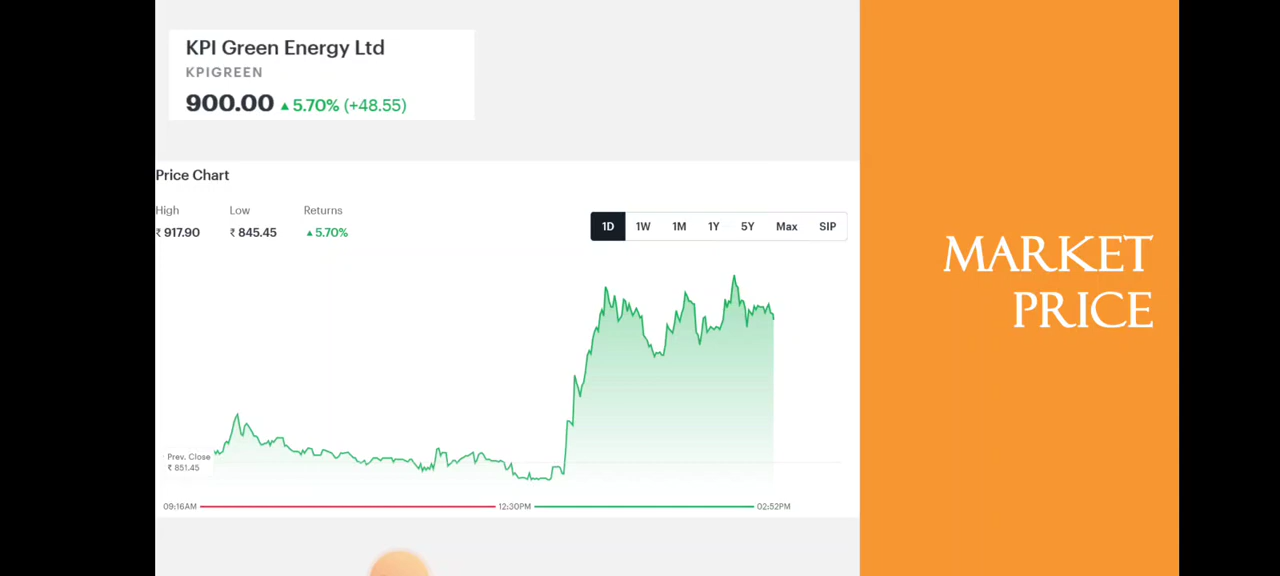 KPI Green Energy Ltd
KPIGREEN
900.00 ▲ 5.70% (+48.55)
Price Chart
High Low Returns
₹ 917.90 ₹ 845.45 ▲ 5.70%
1D 1W 1M 1Y 5Y Max SIP
MARKET
PRICE
Prev. Close
₹ 851.45
09:16AM 12:30PM 02:52PM